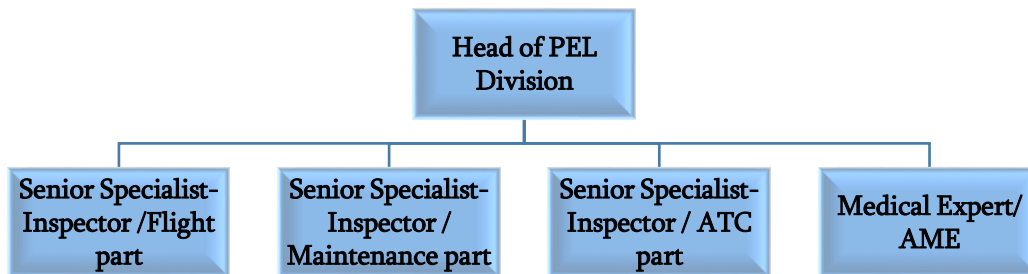 Head of PEL
Division
Senior Specialist-
Inspector /Flight
part
Senior Specialist-
Inspector /
Maintenance part
Senior Specialist-
Inspector / ATC
part
Medical Expert/
AME